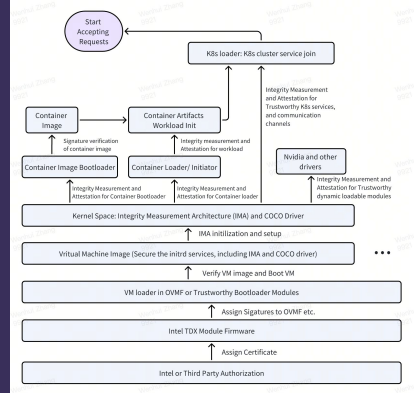 Start
Accepting
Requests
K8s loader: K8s cluster service join
Integrity Measurement
and Attestation for
Trustworthy K8s services,
and communication
channels
Container
Image
Container Artifacts
Workload Init
Signature verification
of container image
Integrity measurement and
Attestation for workload
Nvidia and other
drivers
Container Image Bootloader
Container Loader/ Initiator
Integrity Measurement and
Attestation for Container Bootloader
Integrity Measurement and
Attestation for Container loader
Integrity Measurement and
Attestation for Trustworthy
dynamic loadable modules
Kernel Space: Integrity Measurement Architecture (IMA) and COCO Driver
IMA initilization and setup
Vritual Machine Image (Secure the initrd services, including IMA and COCO driver)
Verify VM image and Boot VM
VM loader in OVMF or Trustworthy Bootloader Modules
Assign Sigatures to OVMF etc.
Intel TDX Module Firmware
Assign Certificate
Intel or Third Party Authorization